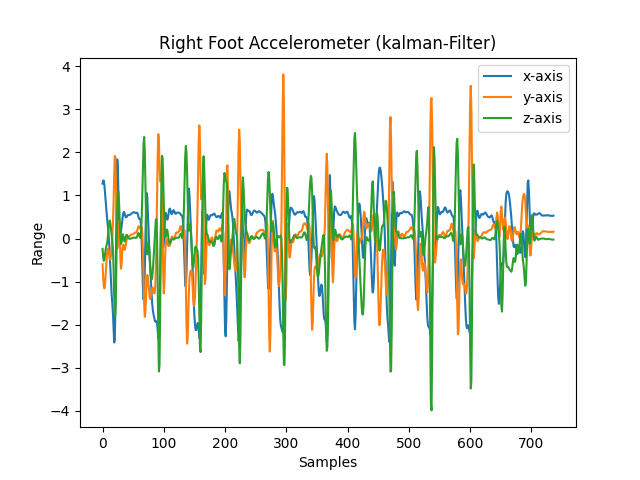 Right Foot Accelerometer (kalman-Filter)
x-axis
y-axis
z-axis
4
3
2
1
0
−1
−2
−3
−4
Range
0
100
200
300
400
500
600
700
Samples